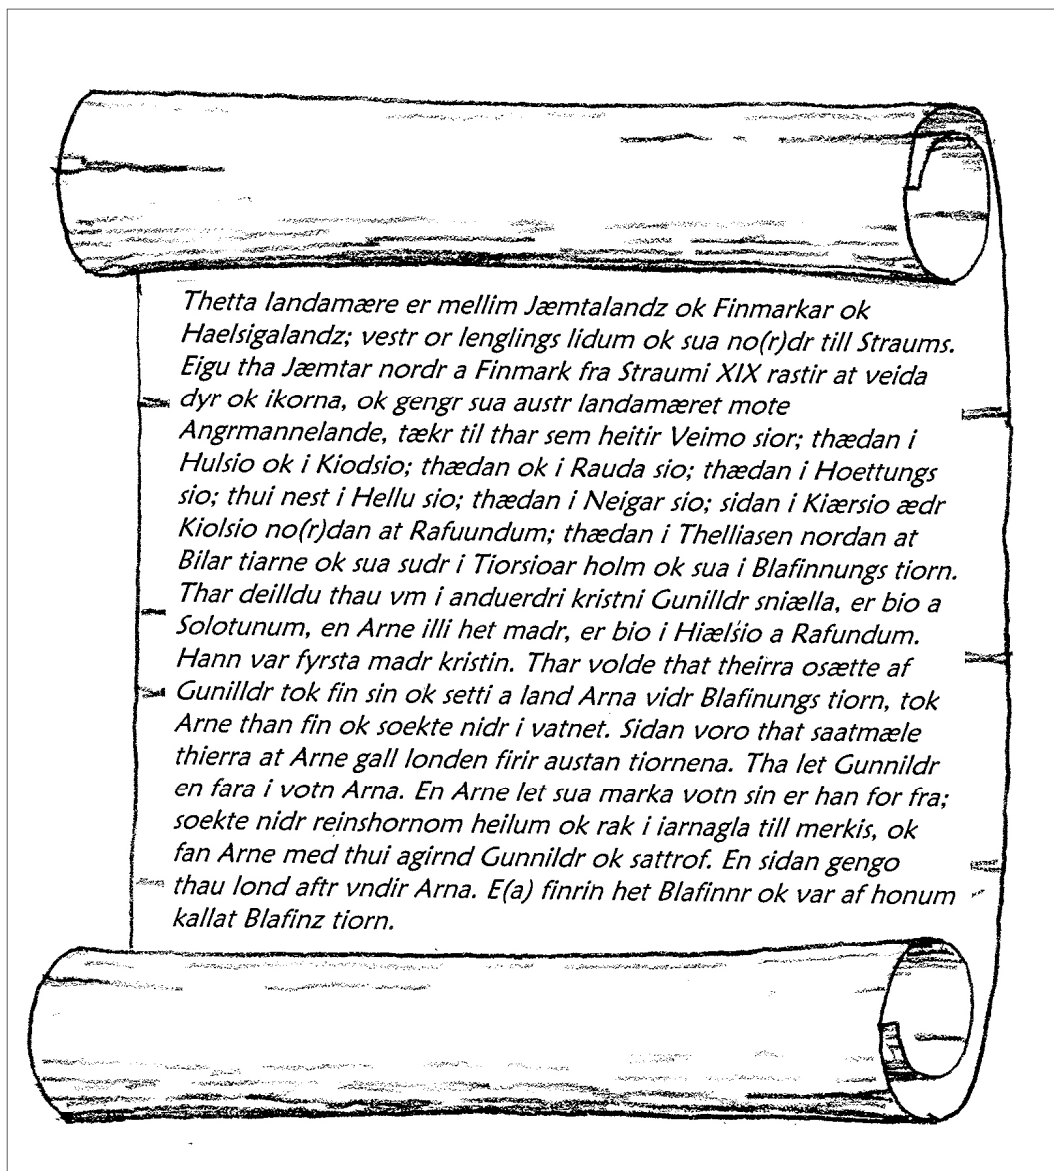 Thetta landamære er mellim Jæmtalandz ok Finmarkar ok
Haelsigalandz; vestr or lenglings lidum ok sua no(r)dr till Straums.
Eigu tha Jæmtar nordr a Finmark fra Straumi XIX rastir at veida
dyr ok ikorna, ok gengr sua austr landamæret mote
Angrmannelande, tækr til thar sem heitir Veimo sior; thædan i
Hulsio ok i Kiodsio; thædan ok i Rauda sio; thædan i Hoettungs
sio; thui nest i Hellu sio; thædan i Neigar sio; sidan i Kiærsio ædr
Kiolsio no(r)dan at Rafuundum; thædan i Thelliasen nordan at
Bilar tiarne ok sua sudr i Tiorsioar holm ok sua i Blafinnungs tiorn.
Thar deilldu thau vm i anduerdri kristni Gunilldr sniælla, er bio a
Solotunum, en Arne illi het madr, er bio i Hiælsio a Rafundum.
Hann var fyrsta madr kristin. Thar volde that theirra osætte af
Gunilldr tok fin sin ok setti a land Arna vidr Blafinungs tiorn, tok
Arne than fin ok soekte nidr i vatnet. Sidan voro that saatmæle
thierra at Arne gall londen firir austan tiornena. Tha let Gunnildr
en fara i votn Arna. En Arne let sua marka votn sin er han for fra;
soekte nidr reinshornom heilum ok rak i iarnagla till merkis, ok
fan Arne med thui agirnd Gunnildr ok sattrof. En sidan gengo
thau lond aftr vndir Arna. E(a) finrin het Blafinnr ok var af honum
kallat Blafinz tiorn.